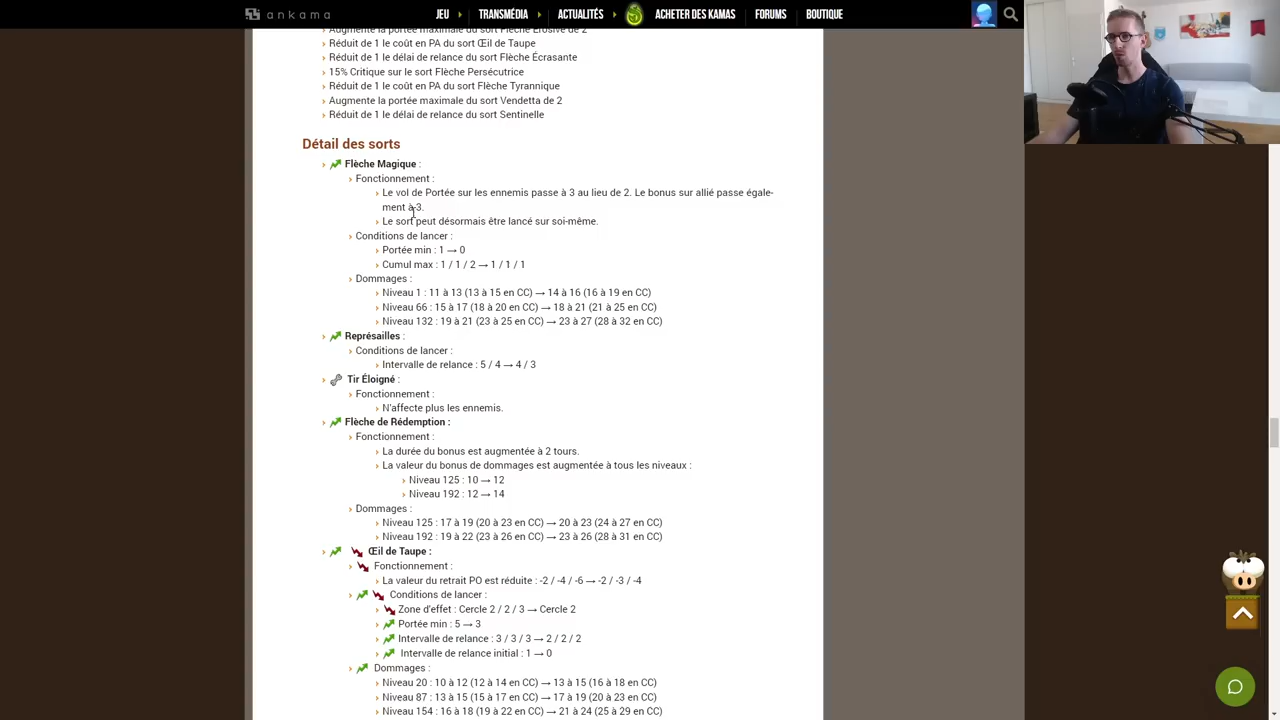 ankama
JEU
TRANSMÉDIA
ACTUALITÉS
ACHETER DES KAMAS
FORUMS
BOUTIQUE
Augmente la portée maximale du sort Flèche Érosive de 2
Réduit de 1 le coût en PA du sort Œil de Taupe
Réduit de 1 le délai de relance du sort Flèche Écrasante
15% Critique sur le sort Flèche Persécutrice
Réduit de 1 le coût en PA du sort Flèche Tyrannique
Augmente la portée maximale du sort Vendetta de 2
Réduit de 1 le délai de relance du sort Sentinelle
Détail des sorts
Flèche Magique :
Fonctionnement :
Le vol de Portée sur les ennemis passe à 3 au lieu de 2. Le bonus sur allié passe égale-
ment à 3.
Le sort peut désormais être lancé sur soi-même.
Conditions de lancer :
Portée min : 1 → 0
Cumul max : 1 / 1 / 2 → 1 / 1 / 1
Dommages :
Niveau 1 : 11 à 13 (13 à 15 en CC) → 14 à 16 (16 à 19 en CC)
Niveau 66 : 15 à 17 (18 à 20 en CC) → 18 à 21 (21 à 25 en CC)
Niveau 132 : 19 à 21 (23 à 25 en CC) → 23 à 27 (28 à 32 en CC)
Représailles :
Conditions de lancer :
Intervalle de relance : 5 / 4 → 4 / 3
Tir Éloigné :
Fonctionnement :
N'affecte plus les ennemis.
Flèche de Rédemption :
Fonctionnement :
La durée du bonus est augmentée à 2 tours.
La valeur du bonus de dommages est augmentée à tous les niveaux :
Niveau 125 : 10 → 12
Niveau 192 : 12 → 14
Dommages :
Niveau 125 : 17 à 19 (20 à 23 en CC) → 20 à 23 (24 à 27 en CC)
Niveau 192 : 19 à 22 (23 à 26 en CC) → 23 à 26 (28 à 31 en CC)
Œil de Taupe :
Fonctionnement :
La valeur du retrait PO est réduite : -2 / -4 / -6 → -2 / -3 / -4
Conditions de lancer :
Zone d'effet : Cercle 2 / 2 / 3 → Cercle 2
Portée min : 5 → 3
Intervalle de relance : 3 / 3 / 3 → 2 / 2 / 2
Intervalle de relance initial : 1 → 0
Dommages :
Niveau 20 : 10 à 12 (12 à 14 en CC) → 13 à 15 (16 à 18 en CC)
Niveau 87 : 13 à 15 (15 à 17 en CC) → 17 à 19 (20 à 23 en CC)
Niveau 154 : 16 à 18 (19 à 22 en CC) → 21 à 24 (25 à 29 en CC)